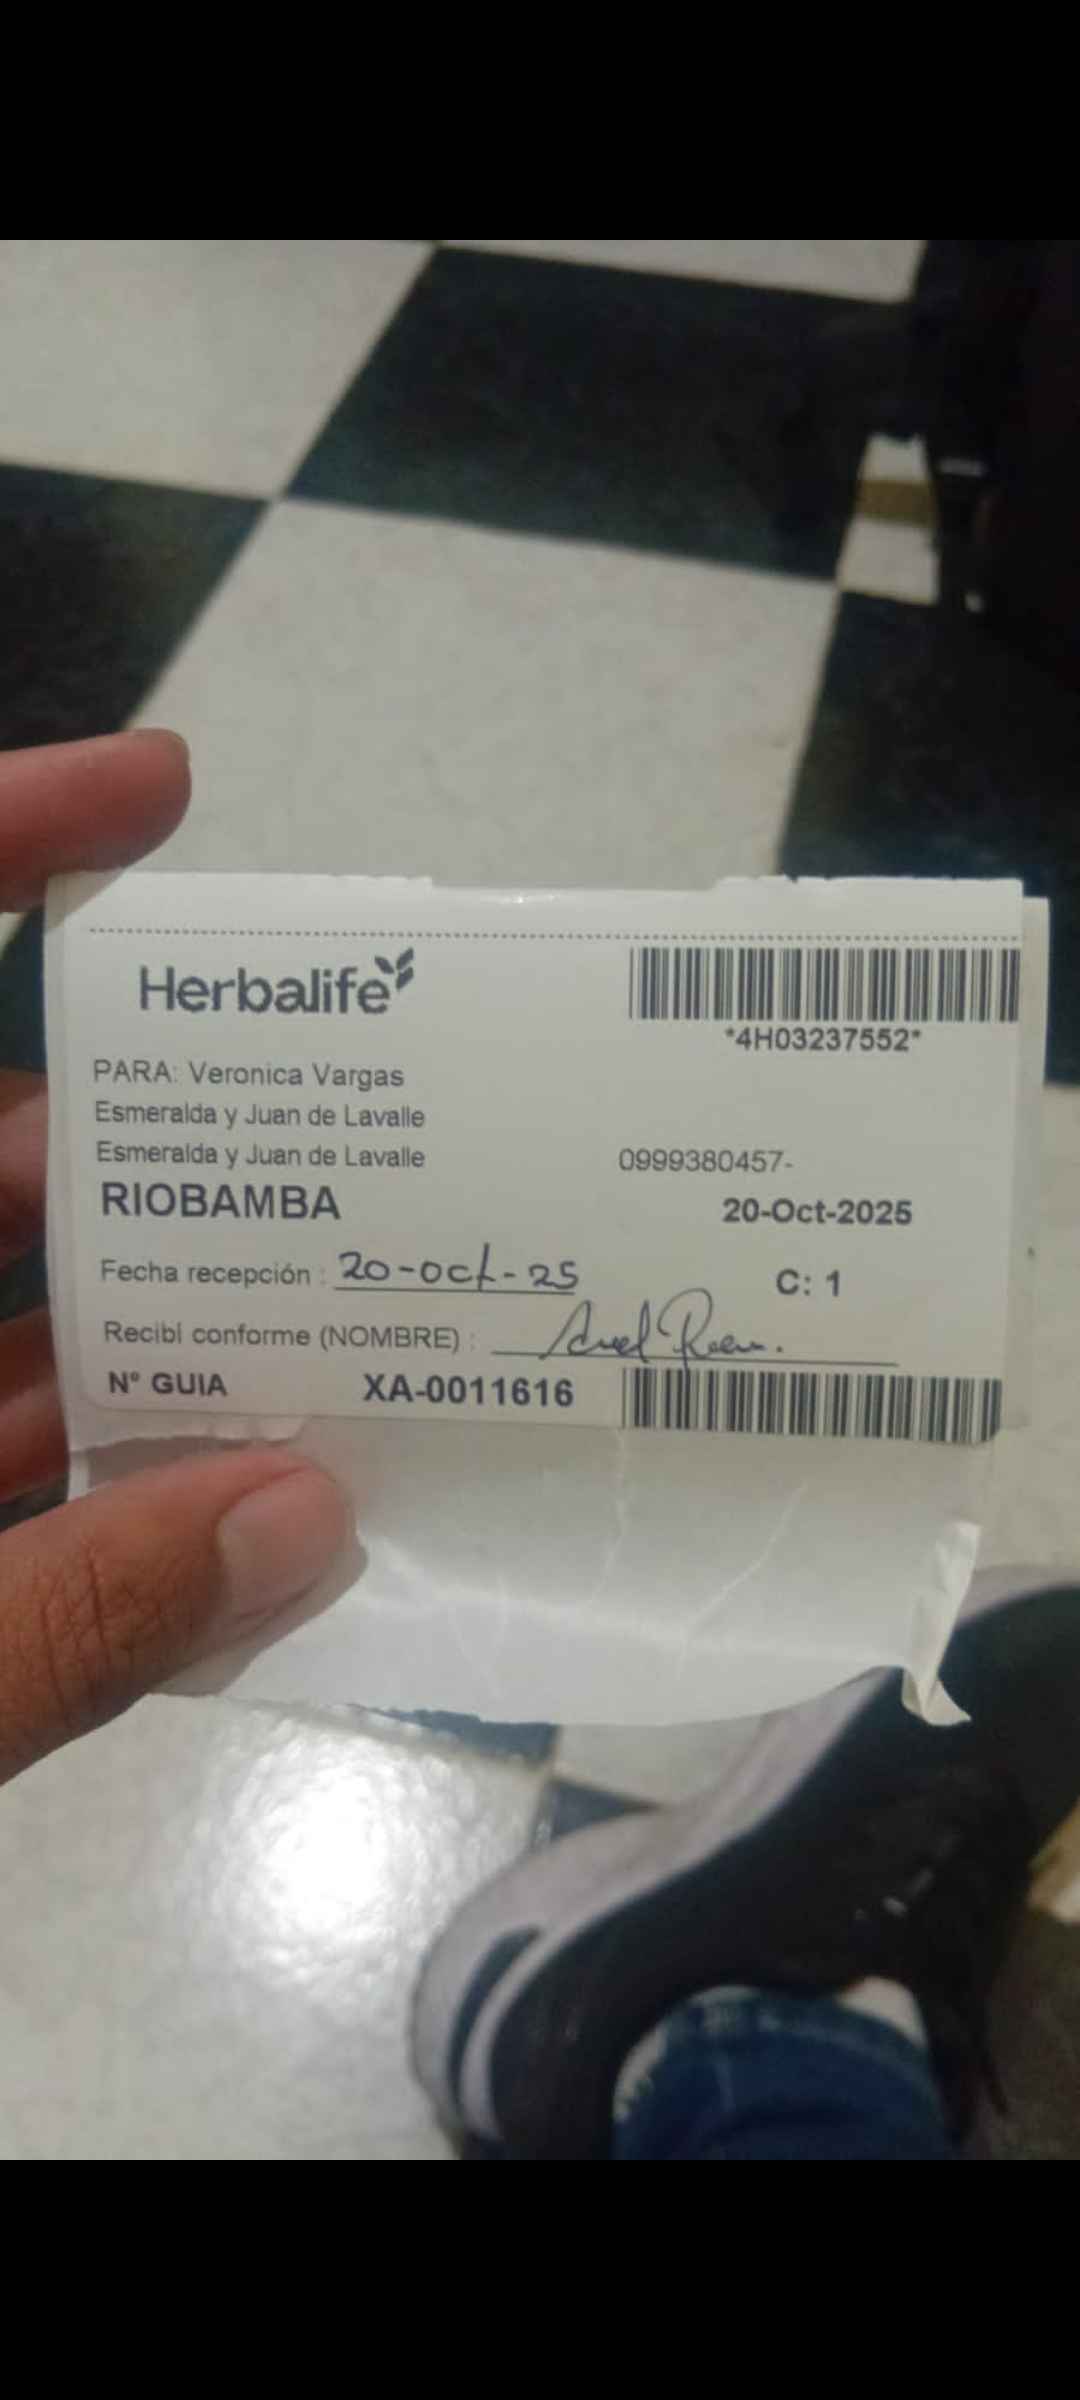 Herbalife
*4H03237552*
PARA: Veronica Vargas
Esmeralda y Juan de Lavalle
Esmeralda y Juan de Lavalle 0999380457-
RIOBAMBA 20-Oct-2025
Fecha recepción : 20-oct-25 C: 1
Recibí conforme (NOMBRE) :
N° GUIA XA-0011616